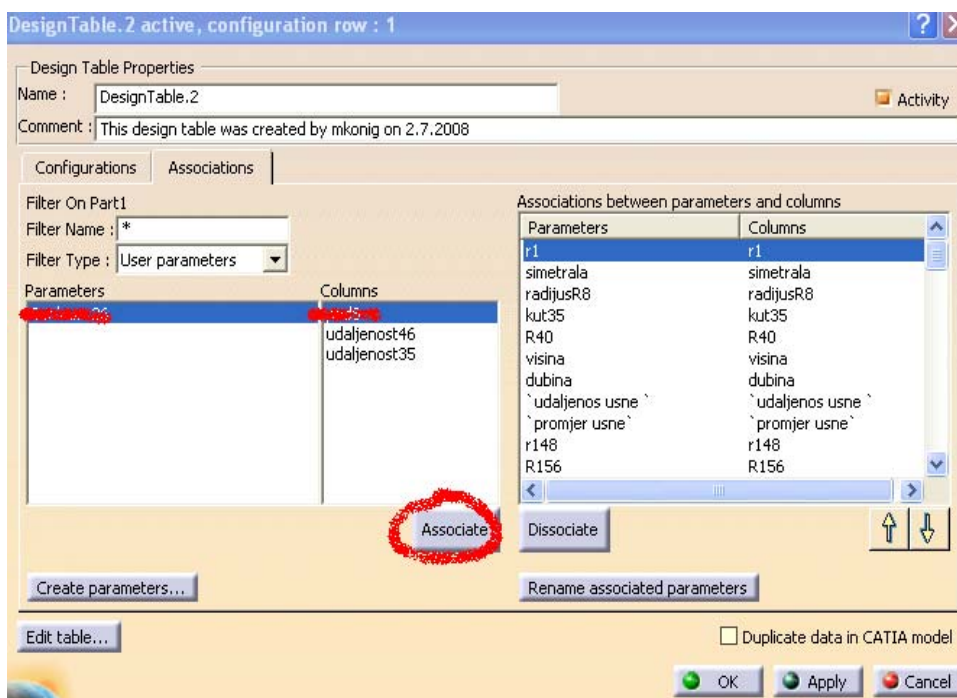 DesignTable.2 active, configuration row : 1
Design Table Properties
Name : DesignTable.2
Activity
Comment : This design table was created by mkonig on 2.7.2008
Configurations Associations
Filter On Part1
Filter Name : *
Filter Type : User parameters
Parameters Columns
udaljenost46
udaljenost35
Associate
Create parameters...
Associations between parameters and columns
Parameters Columns
r1 r1
simetrala simetrala
radijusR8 radijusR8
kut35 kut35
R40 R40
visina visina
dubina dubina
`udaljenos usne ` `udaljenos usne `
`promjer usne` `promjer usne`
r148 r148
R156 R156
Dissociate
Rename associated parameters
Edit table...
Duplicate data in CATIA model
OK Apply Cancel